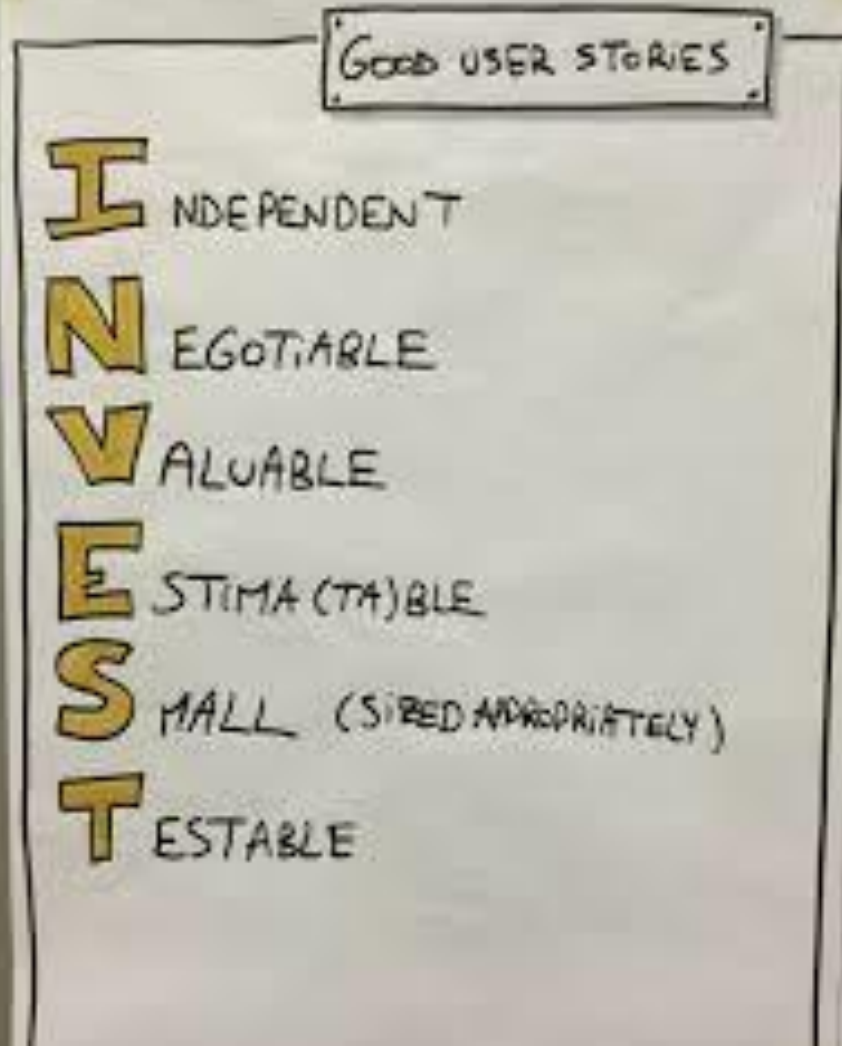 GOOD USER STORIES
INDEPENDENT
NEGOTiABLE
VALUABLE
ESTiMA(TA)BLE
SMALL (SiZED APPROPRiATELY)
TESTABLE